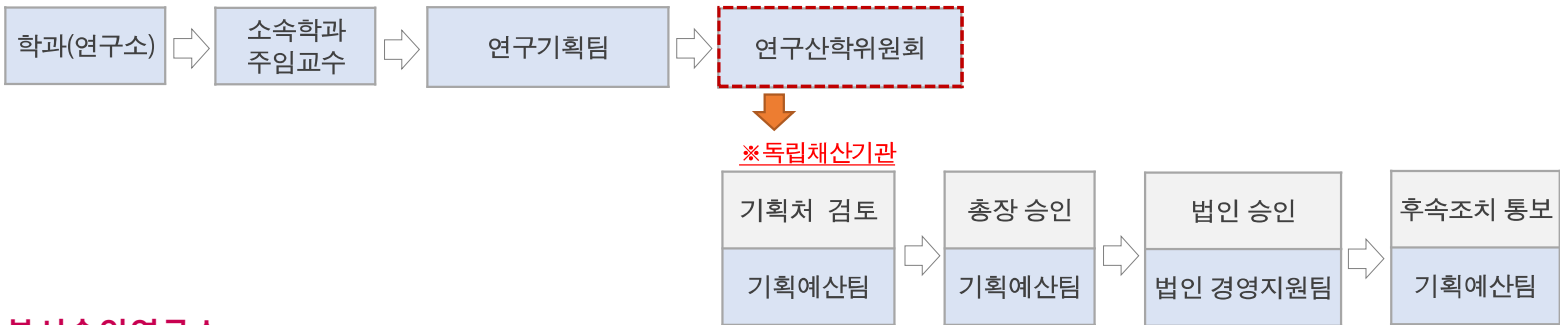 학과(연구소)
소속학과
주임교수
연구기획팀
연구산학위원회
※독립채산기관
기획처 검토
총장 승인
법인 승인
후속조치 통보
기획예산팀
기획예산팀
법인 경영지원팀
기획예산팀